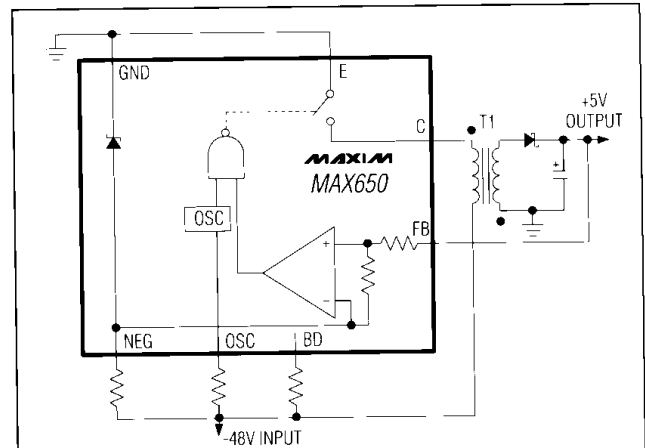 GND
E
+5V
OUTPUT
T1
C
MAXIM
MAX650
OSC
FB
+
+
−
NEG
OSC
BD
-48V INPUT